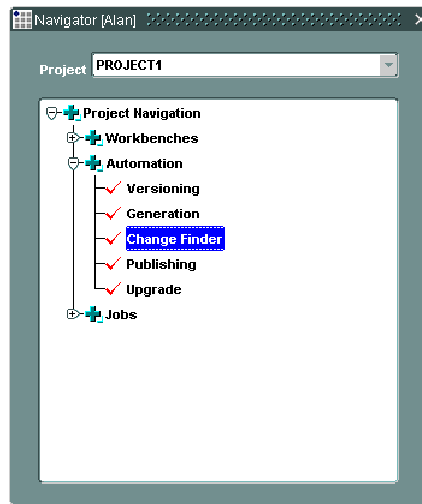 Navigator [Alan]
Project PROJECT1
Project Navigation
Workbenches
Automation
Versioning
Generation
Change Finder
Publishing
Upgrade
Jobs